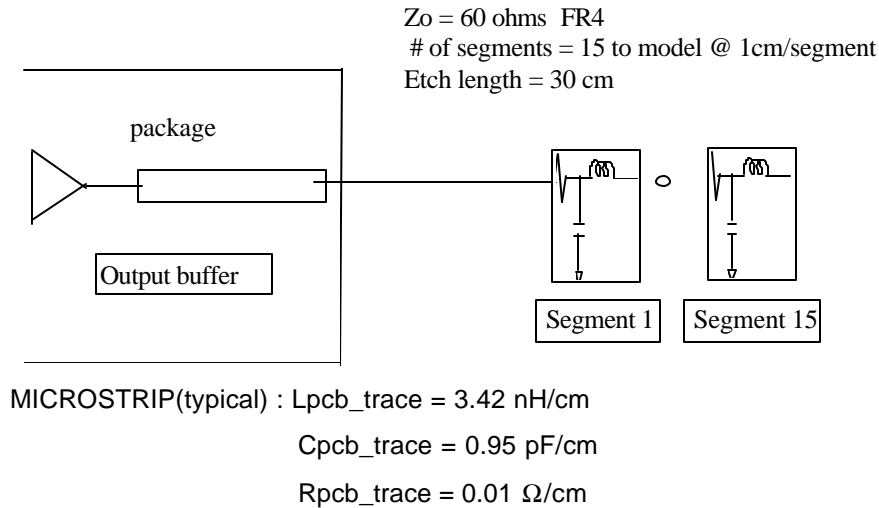 Zo = 60 ohms FR4
# of segments = 15 to model @ 1cm/segment
Etch length = 30 cm
package
Output buffer
Segment 1
Segment 15
MICROSTRIP(typical) : Lpcb_trace = 3.42 nH/cm
Cpcb_trace = 0.95 pF/cm
Rpcb_trace = 0.01 Ω/cm